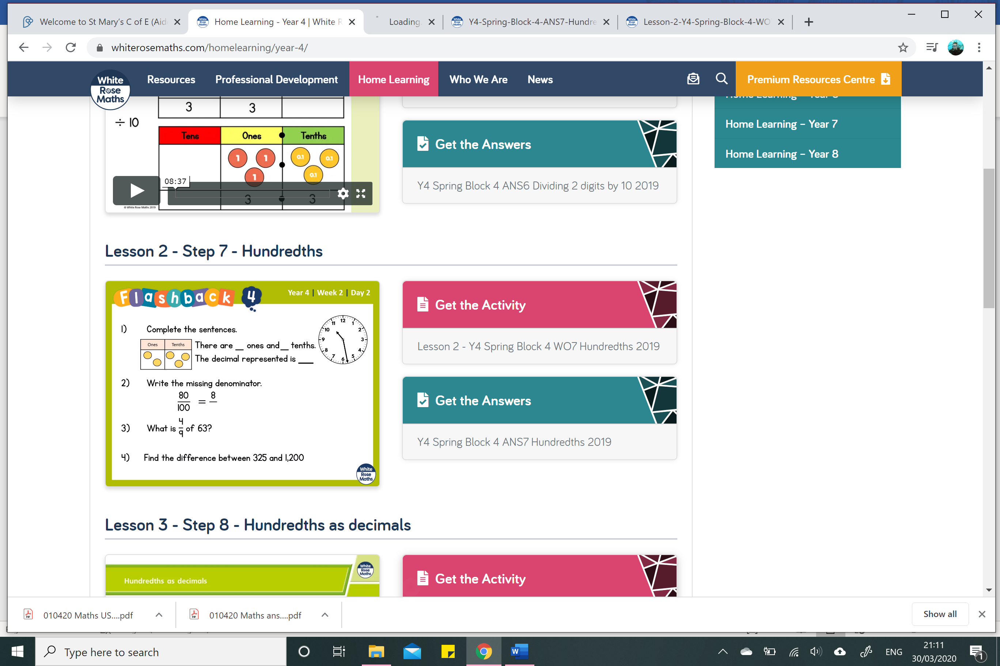 Welcome to St Mary's C of E (Aid
Home Learning - Year 4 | White R
Loading
Y4-Spring-Block-4-ANS7-Hundre
Lesson-2-Y4-Spring-Block-4-WO
whiterosemaths.com/homelearning/year-4/
White Rose Maths
Resources
Professional Development
Home Learning
Who We Are
News
Premium Resources Centre
3 3
÷ 10
Tens Ones Tenths
1 1 0.1 0.1
1 0.1
08:37
3 3
© White Rose Maths 2019
Get the Answers
Y4 Spring Block 4 ANS6 Dividing 2 digits by 10 2019
Home Learning – Year 7
Home Learning – Year 8
Lesson 2 - Step 7 - Hundredths
Flashback 4
Year 4 | Week 2 | Day 2
1) Complete the sentences.
Ones Tenths
There are __ ones and __ tenths.
The decimal represented is ___
12 1 2 3 4 5 6 7 8 9 10 11
2) Write the missing denominator.
80/100 = 8/
3) What is 4/9 of 63?
4) Find the difference between 325 and 1,200
White Rose Maths
Get the Activity
Lesson 2 - Y4 Spring Block 4 WO7 Hundredths 2019
Get the Answers
Y4 Spring Block 4 ANS7 Hundredths 2019
Lesson 3 - Step 8 - Hundredths as decimals
Hundredths as decimals
White Rose Maths
Get the Activity
010420 Maths US....pdf
010420 Maths ans....pdf
Show all
Type here to search
ENG
21:11
30/03/2020
1